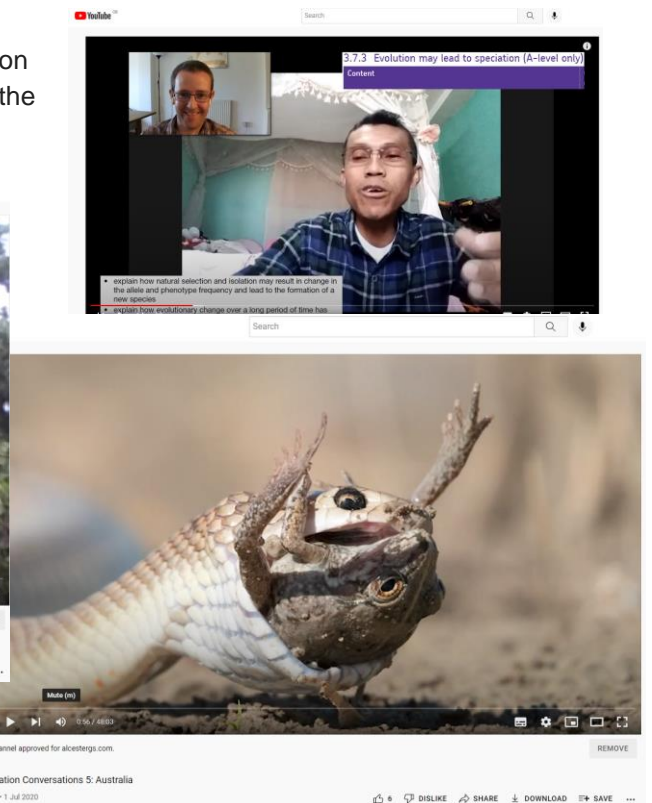 on
the
YouTube GB
Search
3.7.3 Evolution may lead to speciation (A-level only)
Content
• explain how natural selection and isolation may result in change in
the allele and phenotype frequency and lead to the formation of a
new species
• explain how evolutionary change over a long period of time has
Search
Mute (m)
0:56 / 48:03
annel approved for alcestergs.com.
REMOVE
ation Conversations 5: Australia
• 1 Jul 2020
6 DISLIKE SHARE DOWNLOAD SAVE ...